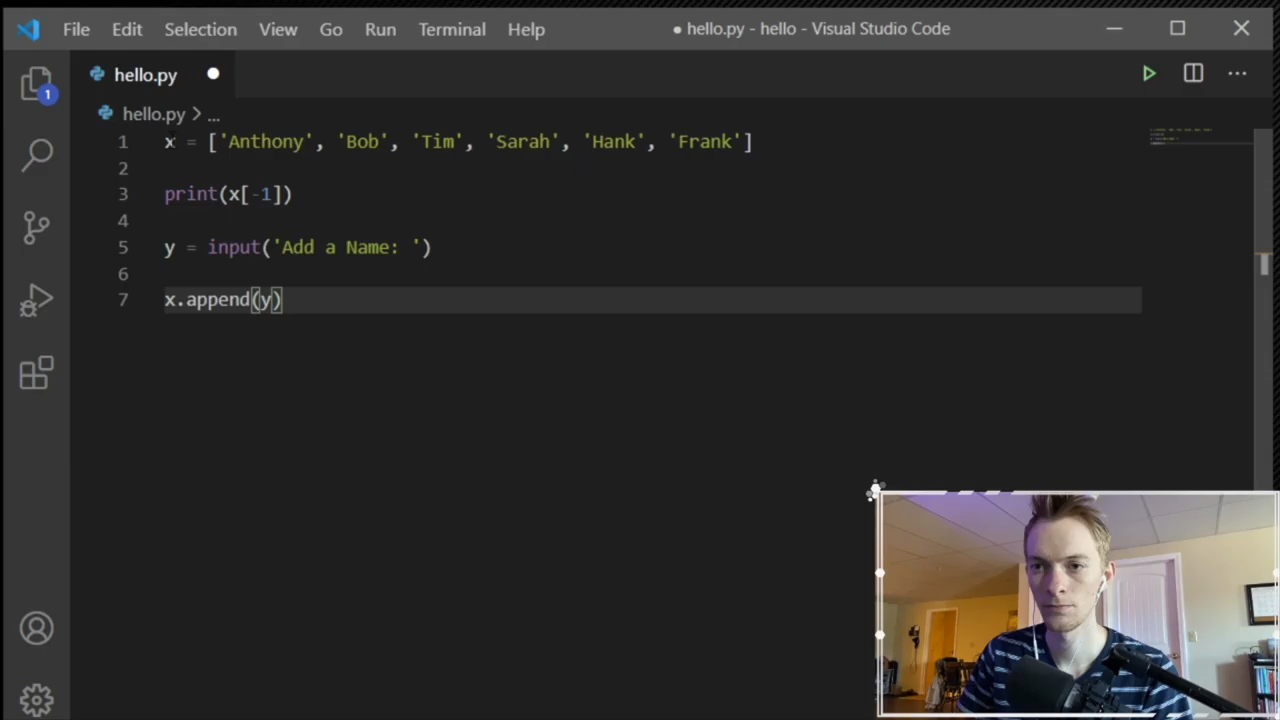 File Edit Selection View Go Run Terminal Help ● hello.py - hello - Visual Studio Code
hello.py
hello.py > ...
1 x = ['Anthony', 'Bob', 'Tim', 'Sarah', 'Hank', 'Frank']
2
3 print(x[-1])
4
5 y = input('Add a Name: ')
6
7 x.append(y)
1